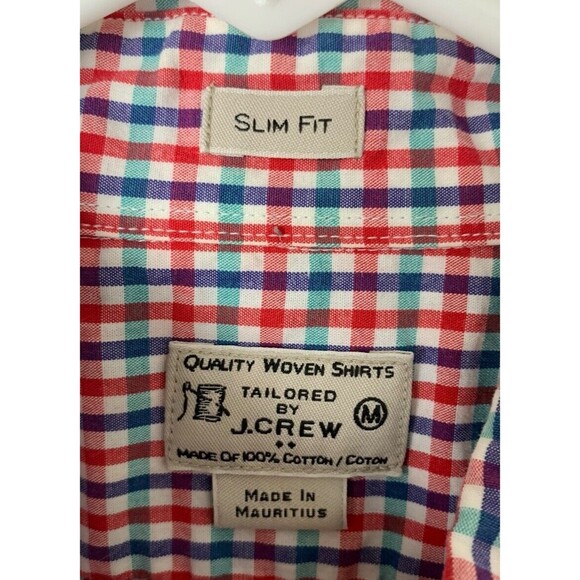 SLIM FIT
QUALITY WOVEN SHIRTS
TAILORED
BY
M
J.CREW
MADE OF 100% COTTON / COTON
MADE IN
MAURITIUS